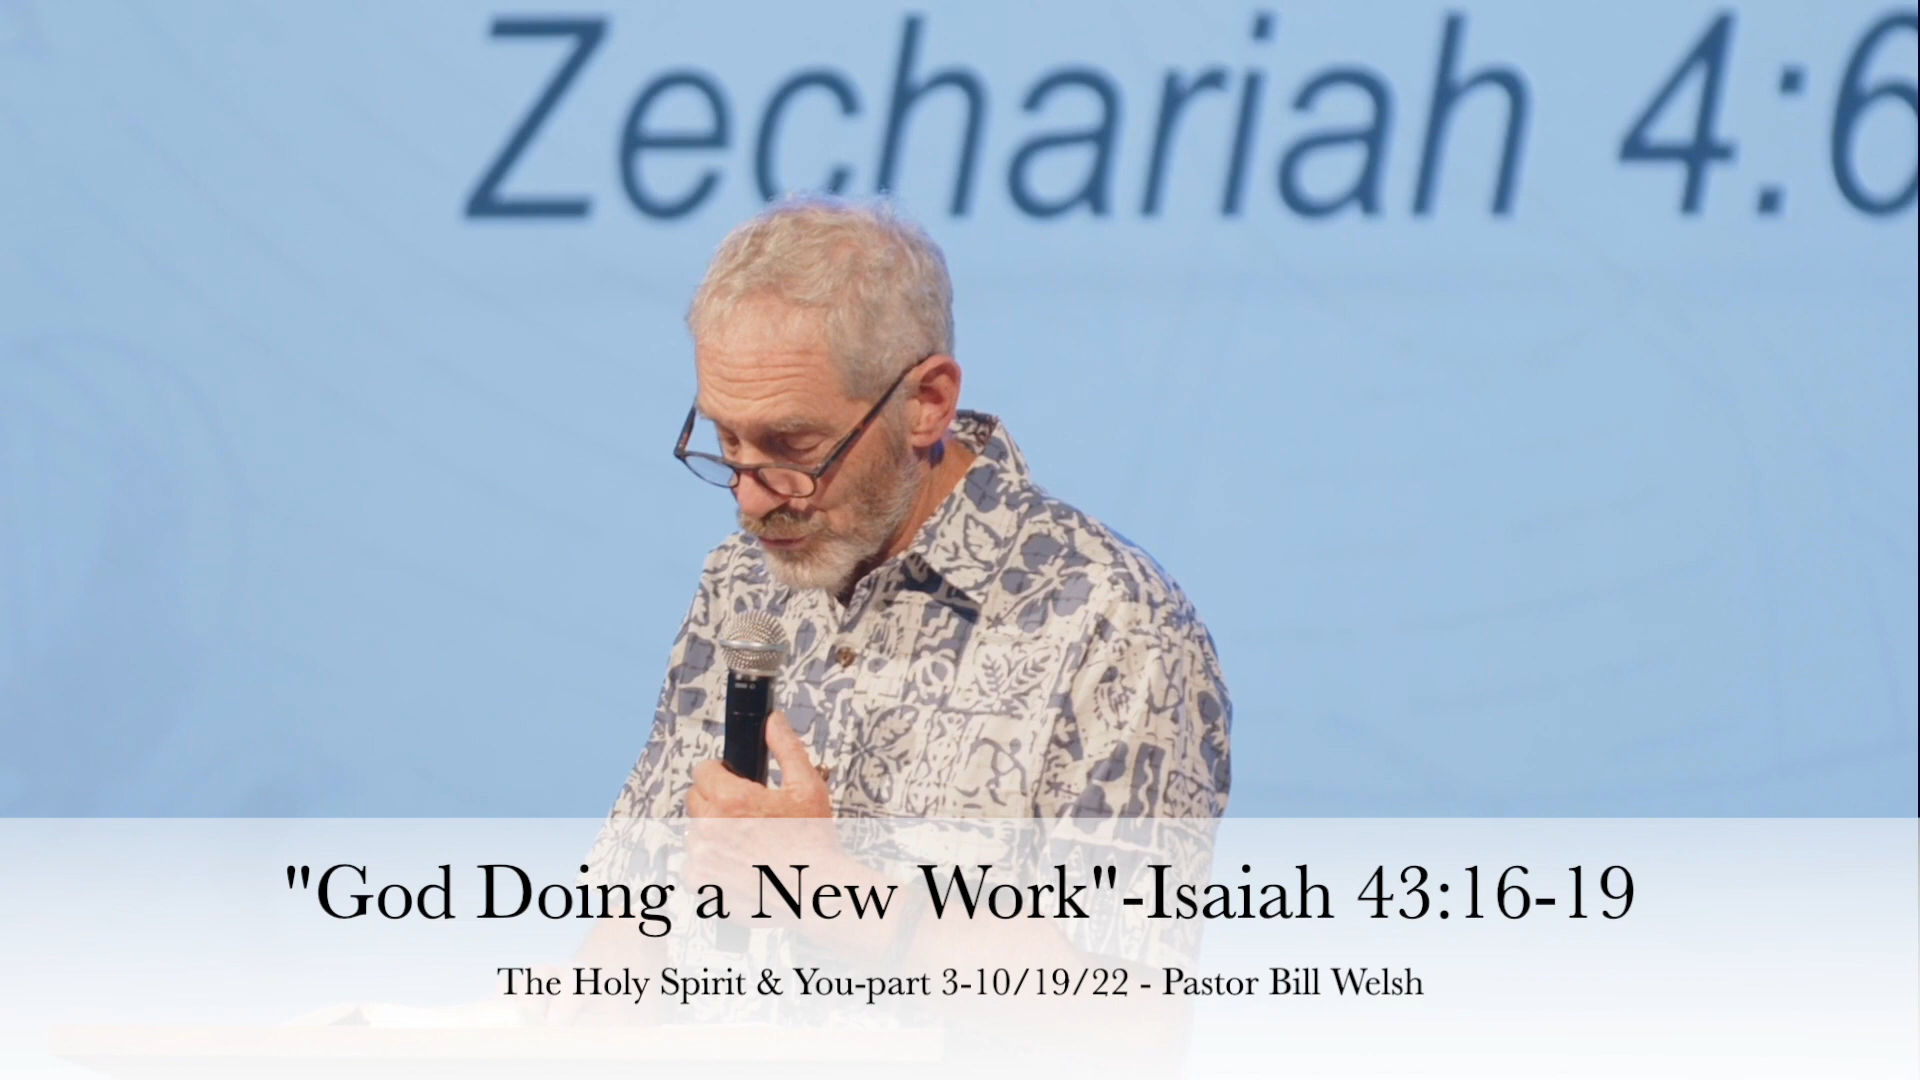 Zechariah 4:6
"God Doing a New Work"-Isaiah 43:16-19
The Holy Spirit & You-part 3-10/19/22 - Pastor Bill Welsh